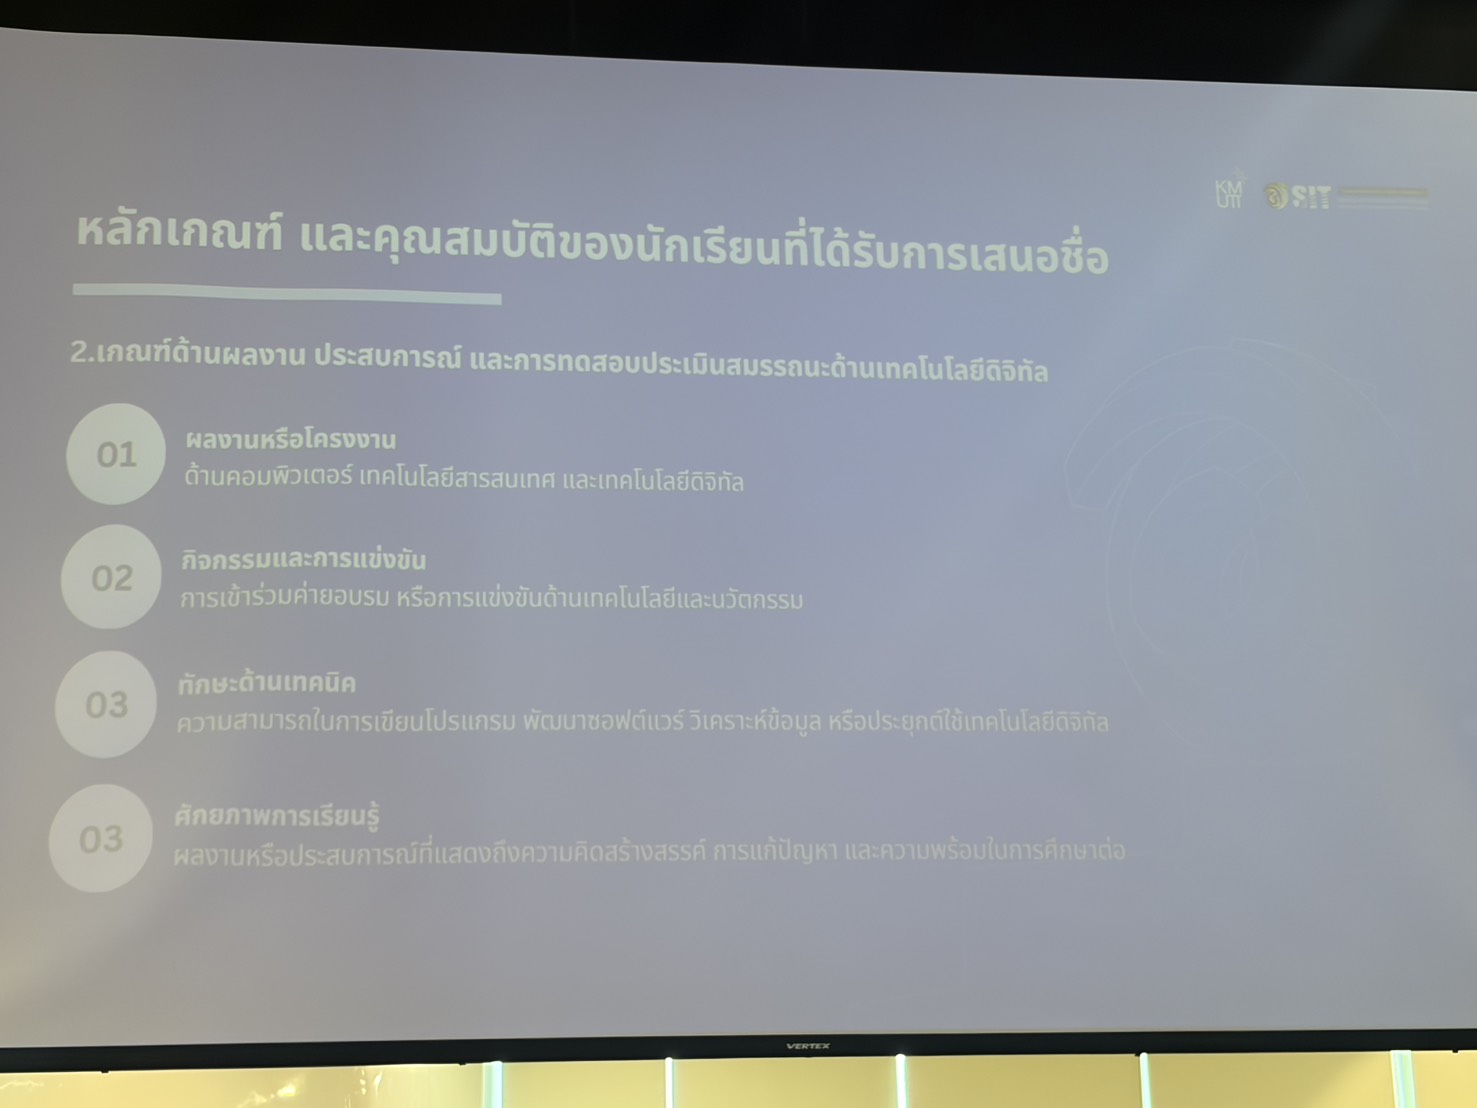 KM
UTT
SIT
หลักเกณฑ์ และคุณสมบัติของนักเรียนที่ได้รับการเสนอชื่อ
2.เกณฑ์ด้านผลงาน ประสบการณ์ และการทดสอบประเมินสมรรถนะด้านเทคโนโลยีดิจิทัล
01
ผลงานหรือโครงงาน
ด้านคอมพิวเตอร์ เทคโนโลยีสารสนเทศ และเทคโนโลยีดิจิทัล
02
กิจกรรมและการแข่งขัน
การเข้าร่วมค่ายอบรม หรือการแข่งขันด้านเทคโนโลยีและนวัตกรรม
03
ทักษะด้านเทคนิค
ความสามารถในการเขียนโปรแกรม พัฒนาซอฟต์แวร์ วิเคราะห์ข้อมูล หรือประยุกต์ใช้เทคโนโลยีดิจิทัล
03
ศักยภาพการเรียนรู้
ผลงานหรือประสบการณ์ที่แสดงถึงความคิดสร้างสรรค์ การแก้ปัญหา และความพร้อมในการศึกษาต่อ
VERTEX